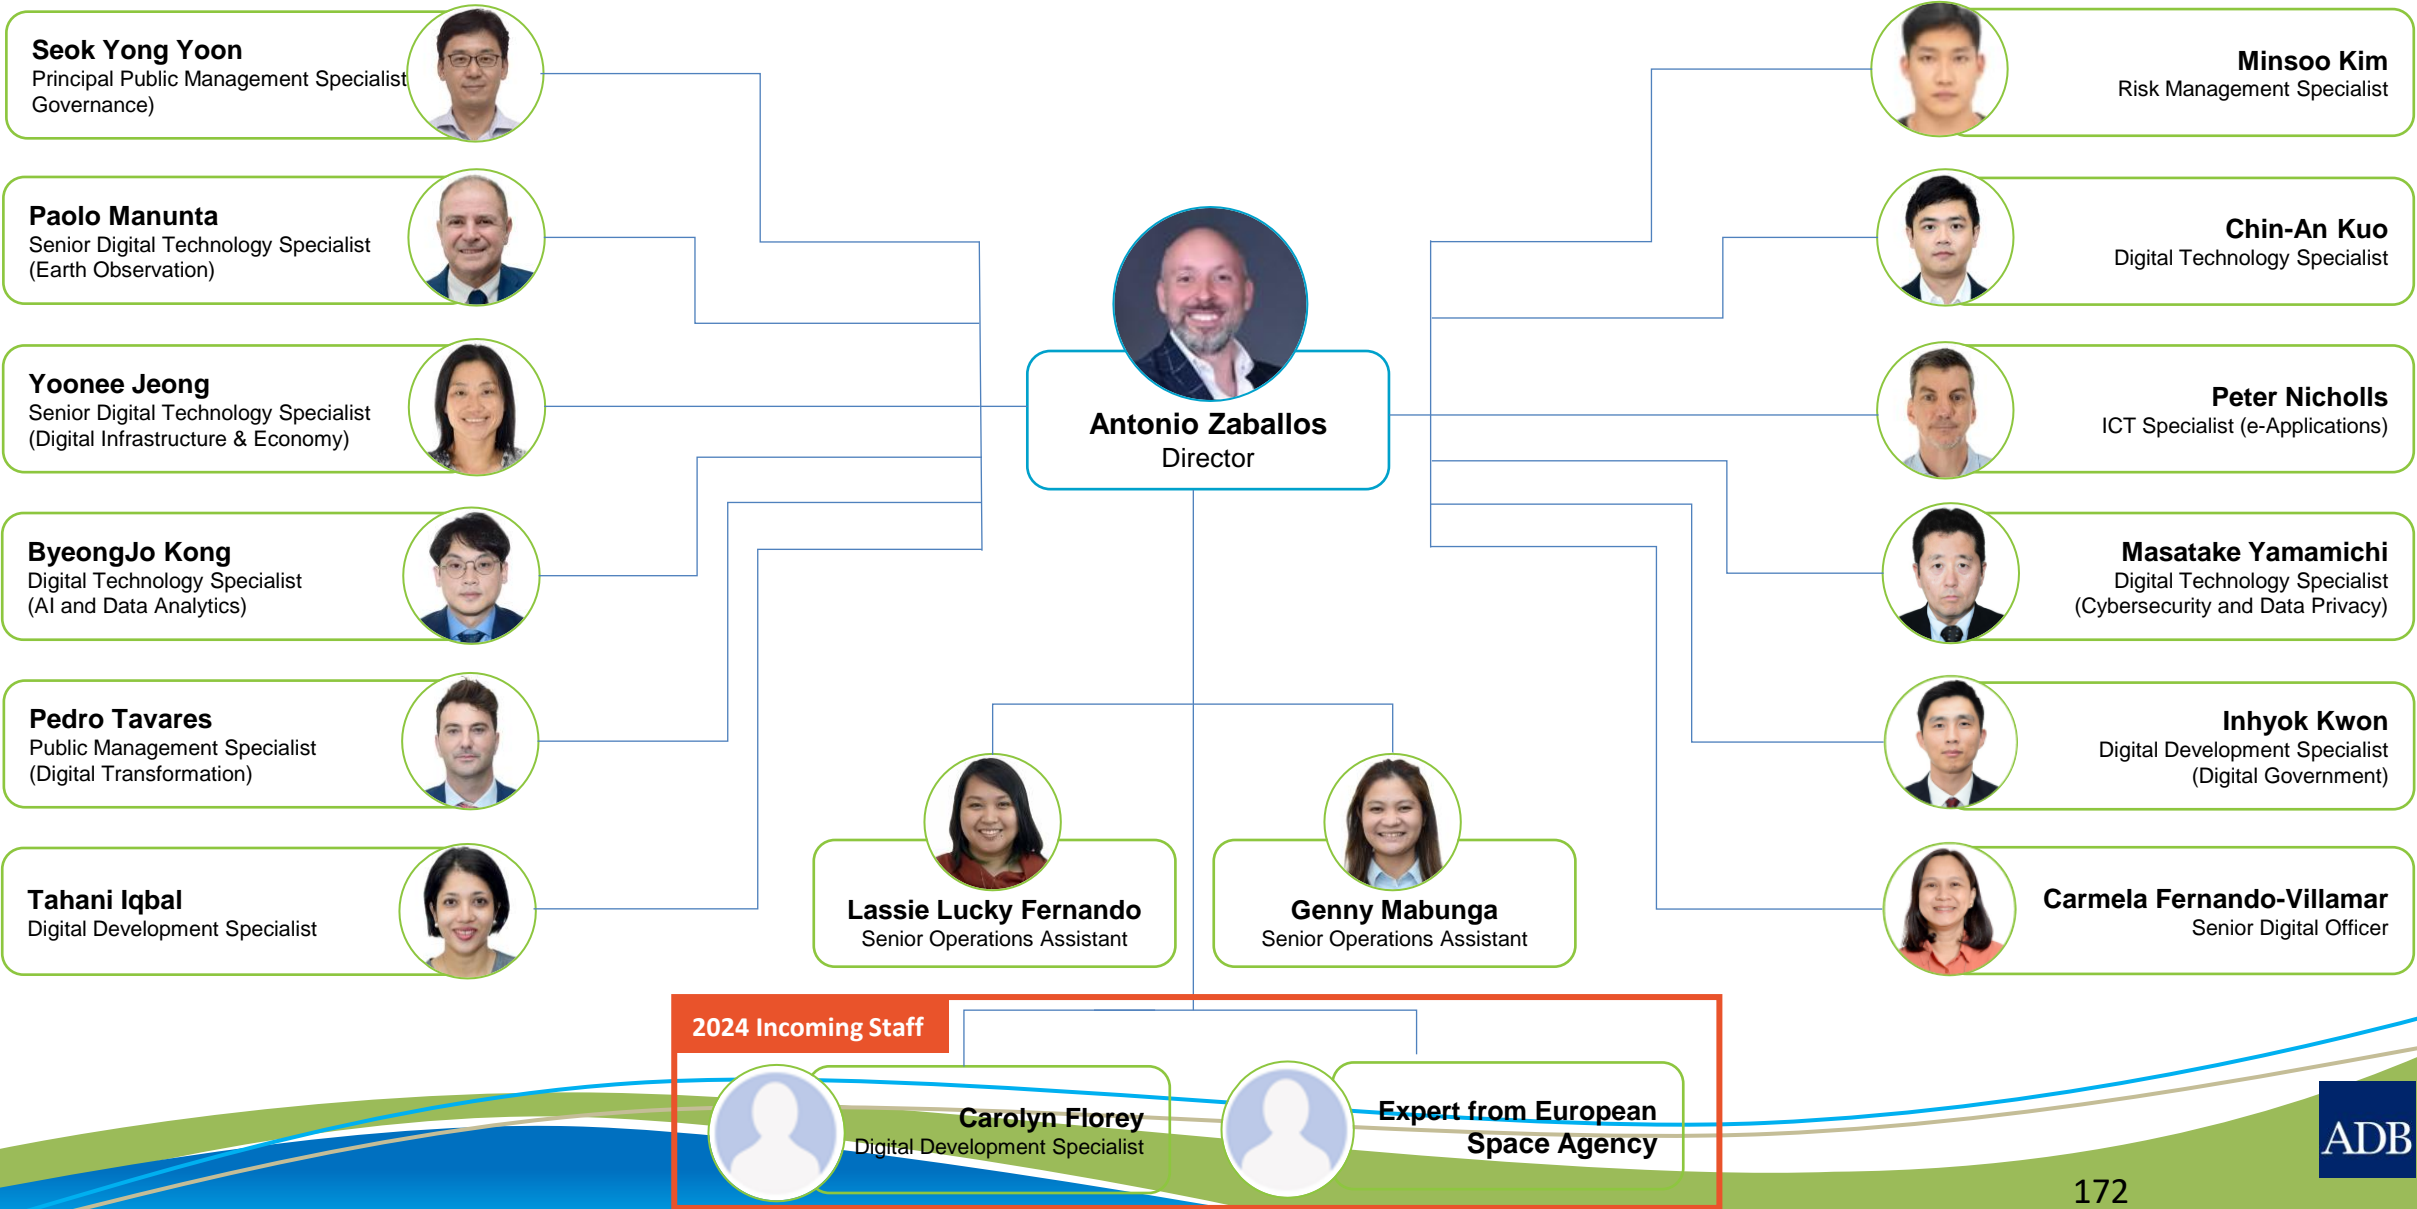 Seok Yong Yoon
Principal Public Management Specialist
Governance)
Paolo Manunta
Senior Digital Technology Specialist
(Earth Observation)
Yoonee Jeong
Senior Digital Technology Specialist
(Digital Infrastructure & Economy)
ByeongJo Kong
Digital Technology Specialist
(AI and Data Analytics)
Pedro Tavares
Public Management Specialist
(Digital Transformation)
Tahani Iqbal
Digital Development Specialist
Antonio Zaballos
Director
Lassie Lucky Fernando
Senior Operations Assistant
Genny Mabunga
Senior Operations Assistant
Minsoo Kim
Risk Management Specialist
Chin-An Kuo
Digital Technology Specialist
Peter Nicholls
ICT Specialist (e-Applications)
Masatake Yamamichi
Digital Technology Specialist
(Cybersecurity and Data Privacy)
Inhyok Kwon
Digital Development Specialist
(Digital Government)
Carmela Fernando-Villamar
Senior Digital Officer
2024 Incoming Staff
Carolyn Florey
Digital Development Specialist
Expert from European
Space Agency
ADB
172